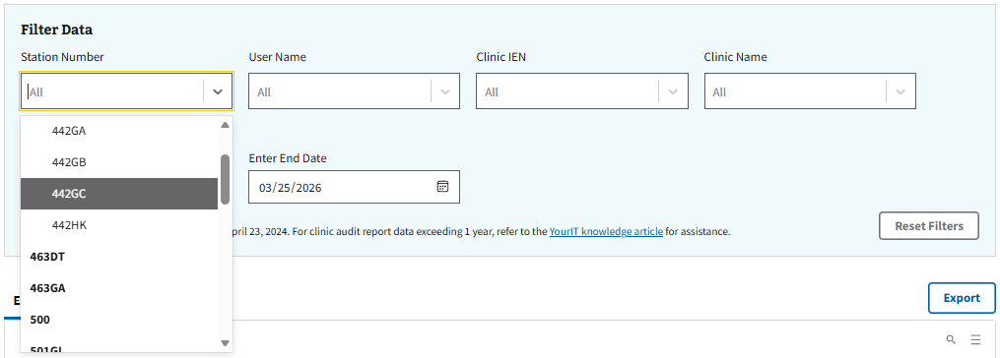 Filter Data
Station Number
User Name
Clinic IEN
Clinic Name
All
All
All
All
442GA
442GB
442GC
442HK
463DT
463GA
500
501GI
Enter End Date
03/25/2026
pril 23, 2024. For clinic audit report data exceeding 1 year, refer to the YourIT knowledge article for assistance.
Reset Filters
E
Export